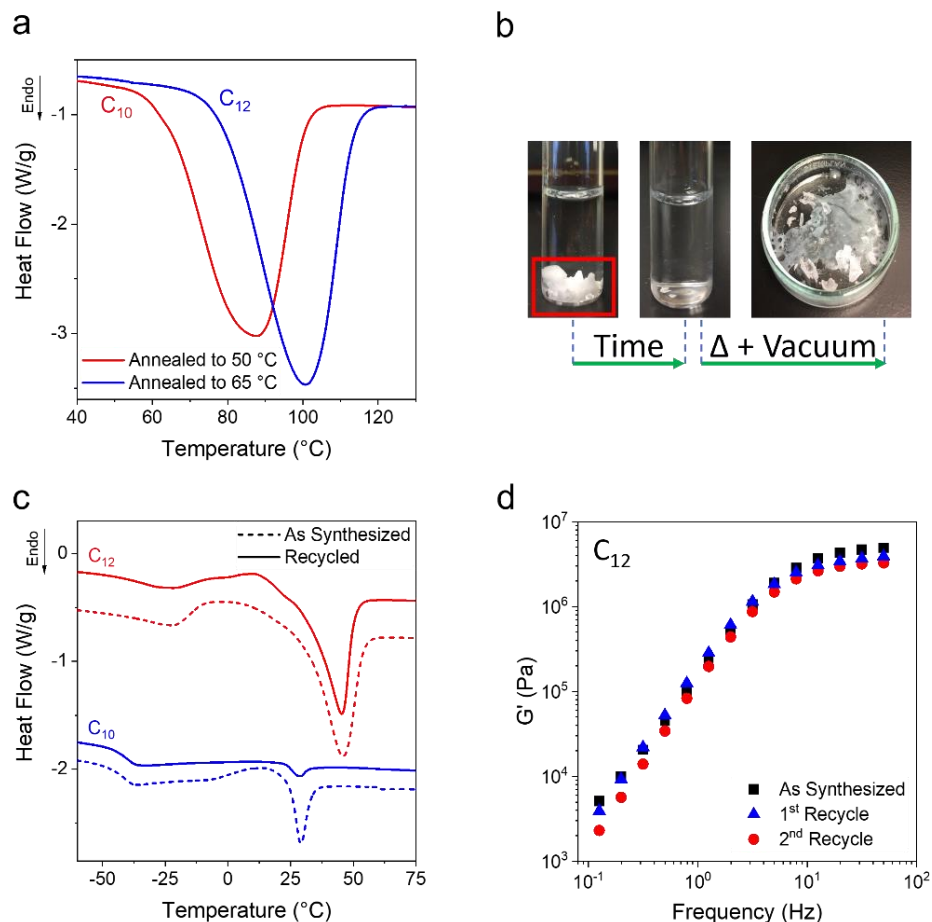 a
Endo
C₁₀
C₁₂
Heat Flow (W/g)
-1
-2
-3
Annealed to 50 °C
Annealed to 65 °C
40 60 80 100 120
Temperature (°C)
b
Time
Δ + Vacuum
c
Endo
As Synthesized
Recycled
C₁₂
C₁₀
Heat Flow (W/g)
0
-1
-2
-50 -25 0 25 50 75
Temperature (°C)
d
C₁₂
G' (Pa)
10⁷
10⁶
10⁵
10⁴
10³
As Synthesized
1ˢᵗ Recycle
2ⁿᵈ Recycle
10⁻¹ 10⁰ 10¹ 10²
Frequency (Hz)